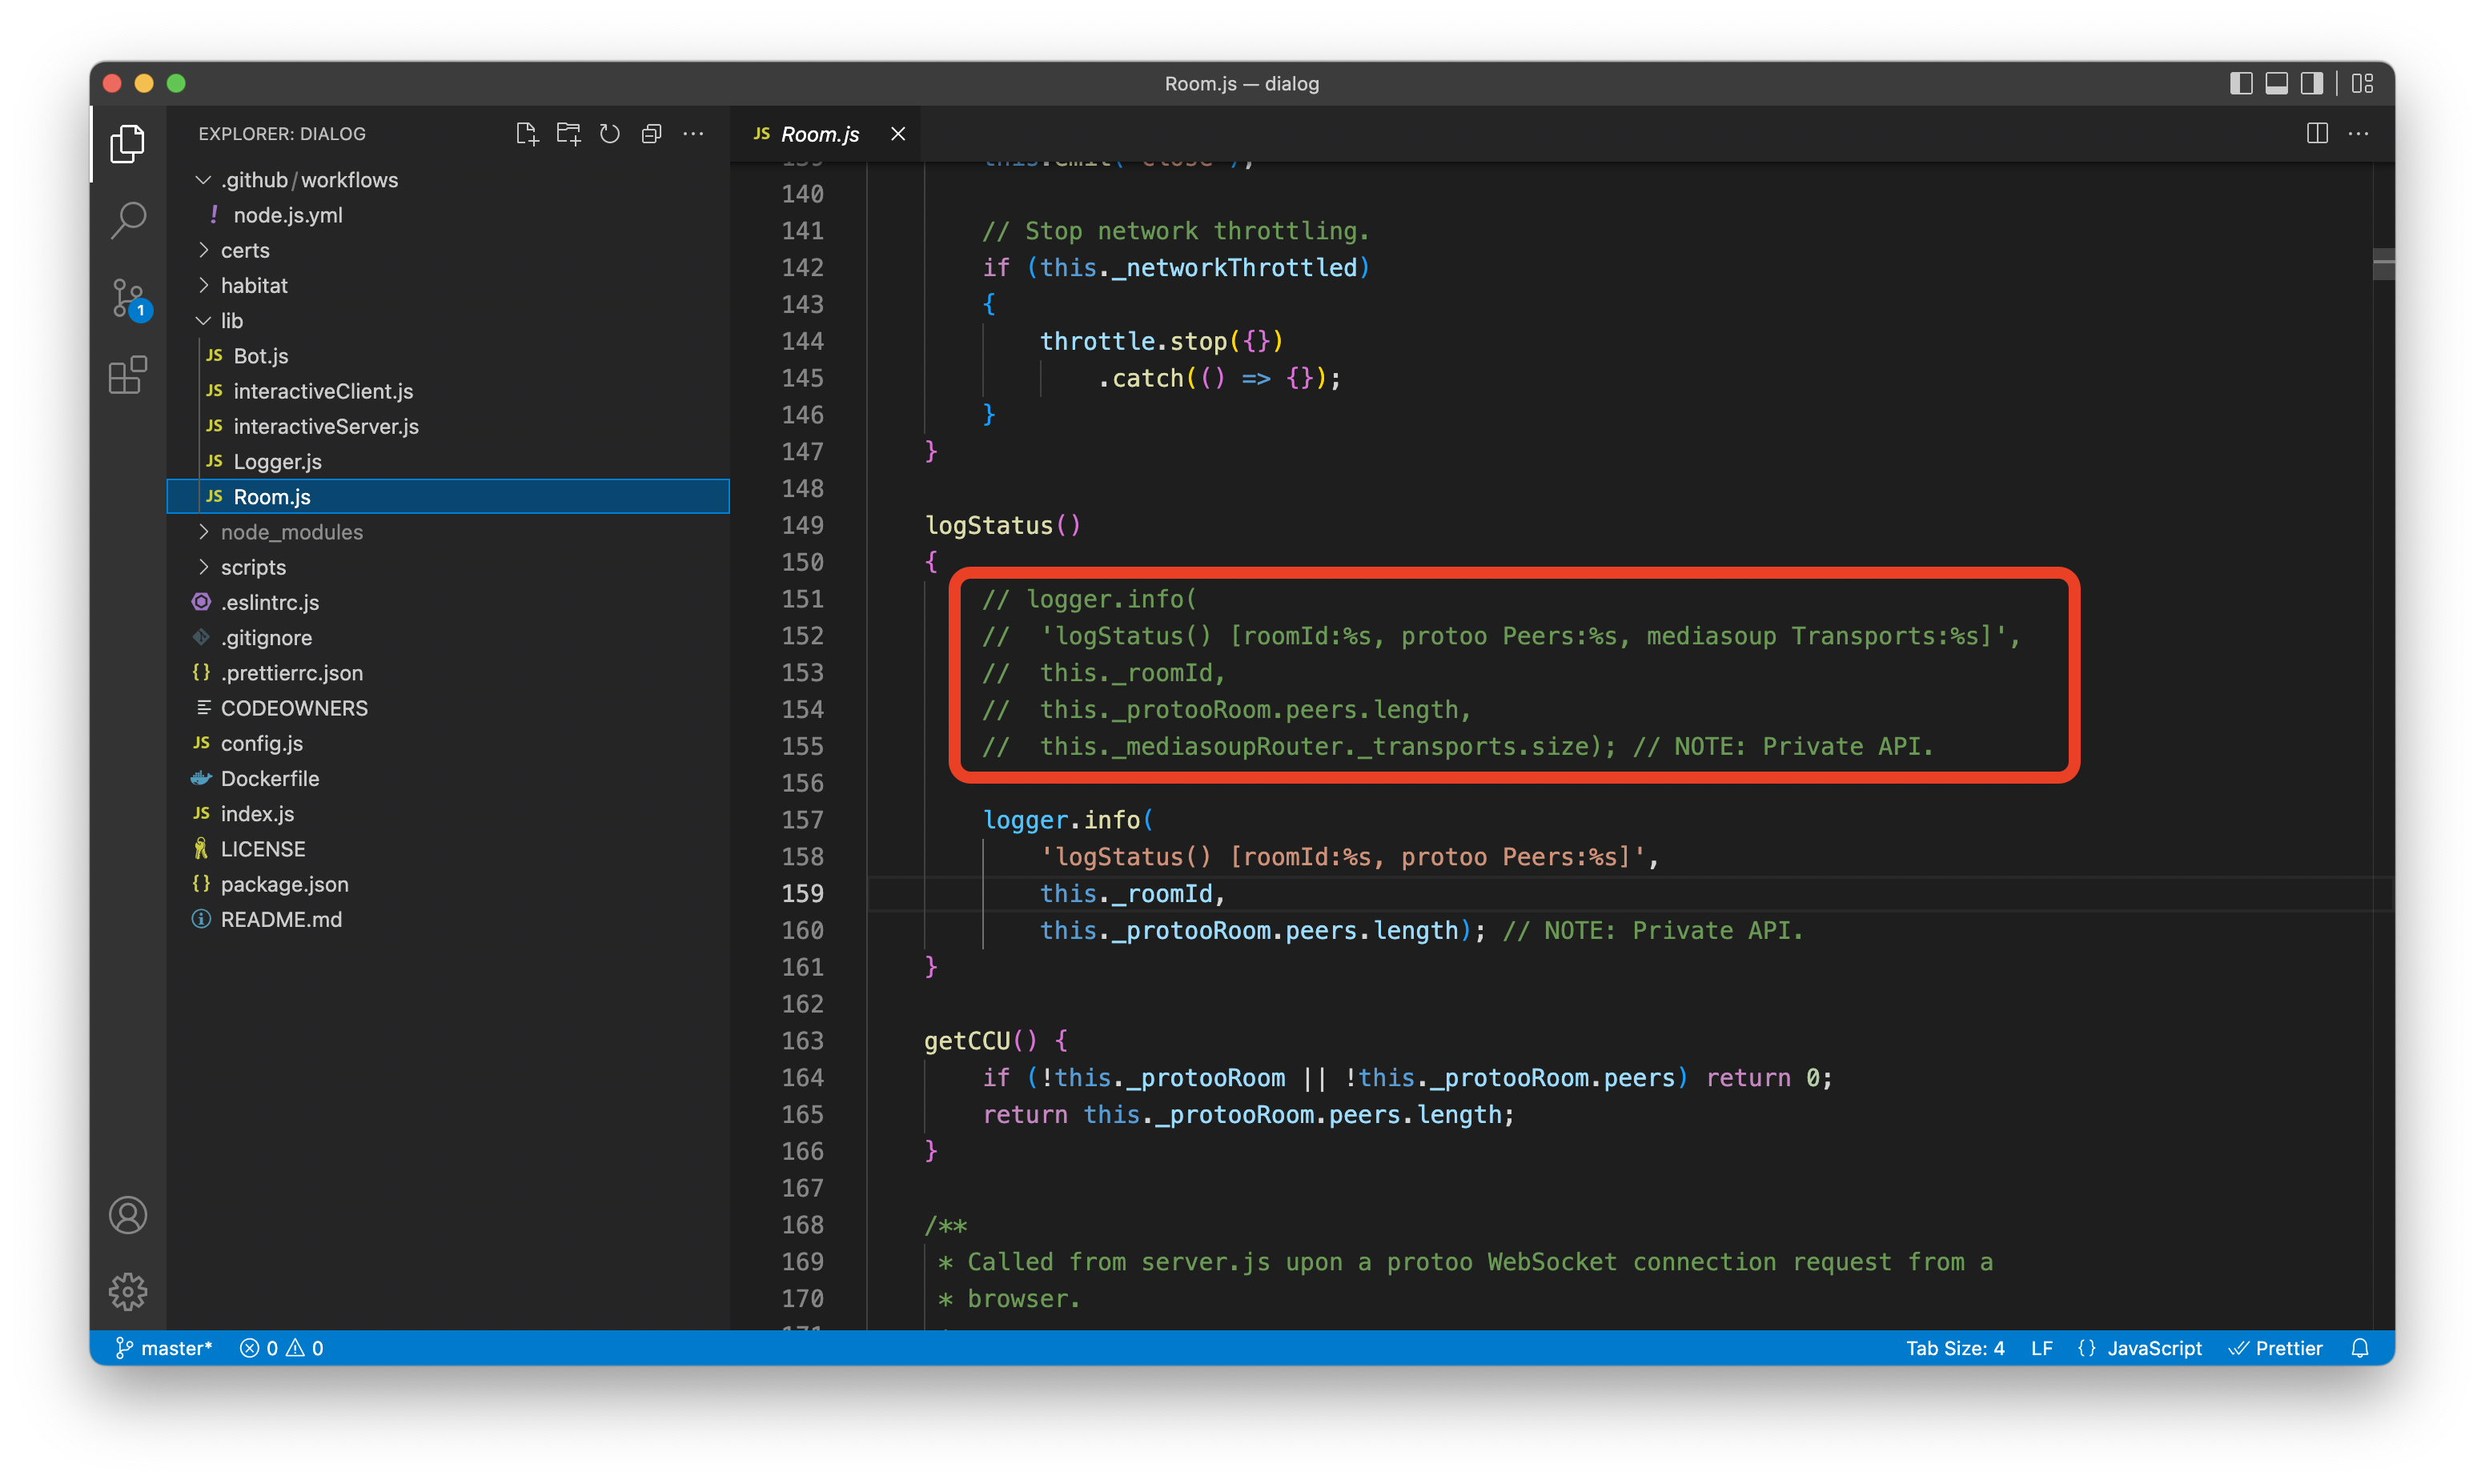 Room.js — dialog
EXPLORER: DIALOG
.github/workflows
! node.js.yml
certs
habitat
lib
JS Bot.js
JS interactiveClient.js
JS interactiveServer.js
JS Logger.js
JS Room.js
node_modules
scripts
.eslintrc.js
.gitignore
{} .prettierrc.json
CODEOWNERS
JS config.js
Dockerfile
JS index.js
LICENSE
{} package.json
README.md
1
JS Room.js
140
141 // Stop network throttling.
142 if (this._networkThrottled)
143 {
144 throttle.stop({})
145 .catch(() => {});
146 }
147 }
148
149 logStatus()
150 {
151 // logger.info(
152 // 'logStatus() [roomId:%s, protoo Peers:%s, mediasoup Transports:%s]',
153 // this._roomId,
154 // this._protooRoom.peers.length,
155 // this._mediasoupRouter._transports.size); // NOTE: Private API.
156
157 logger.info(
158 'logStatus() [roomId:%s, protoo Peers:%s]',
159 this._roomId,
160 this._protooRoom.peers.length); // NOTE: Private API.
161 }
162
163 getCCU() {
164 if (!this._protooRoom || !this._protooRoom.peers) return 0;
165 return this._protooRoom.peers.length;
166 }
167
168 /**
169 * Called from server.js upon a protoo WebSocket connection request from a
170 * browser.
master* 0 0 Tab Size: 4 LF {} JavaScript Prettier